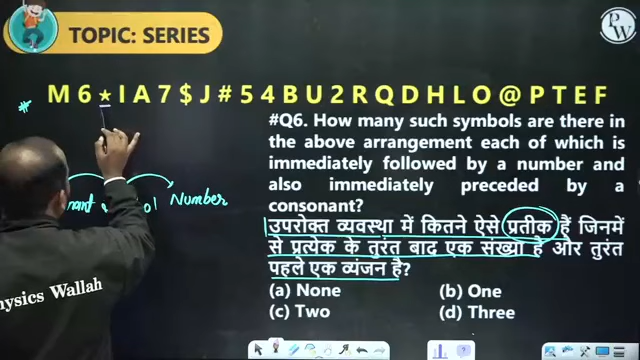 TOPIC: SERIES
PW
M 6 * I A 7 $ J # 5 4 B U 2 R Q D H L O @ P T E F
#Q6. How many such symbols are there in
the above arrangement each of which is
immediately followed by a number and
also immediately preceded by a
consonant?
उपरोक्त व्यवस्था में कितने ऐसे प्रतीक हैं जिनमें
से प्रत्येक के तुरंत बाद एक संख्या है और तुरंत
पहले एक व्यंजन है?
(a) None (b) One
(c) Two (d) Three
Number
Physics Wallah